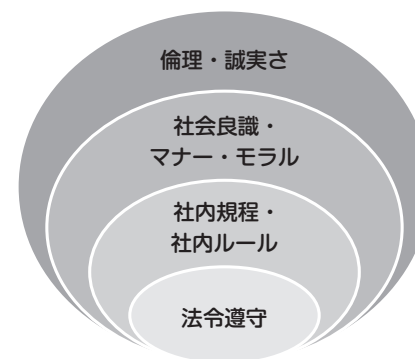 倫理・誠実さ
社会良識・
マナー・モラル
社内規程・
社内ルール
法令遵守